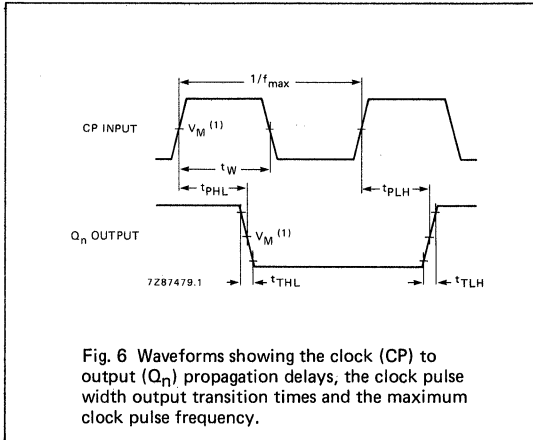 1/fmax
CP INPUT
VM (1)
tW
tPHL
tPLH
Qn OUTPUT
VM (1)
7Z87479.1
tTHL
tTLH
Fig. 6 Waveforms showing the clock (CP) to
output (Qn) propagation delays, the clock pulse
width output transition times and the maximum
clock pulse frequency.